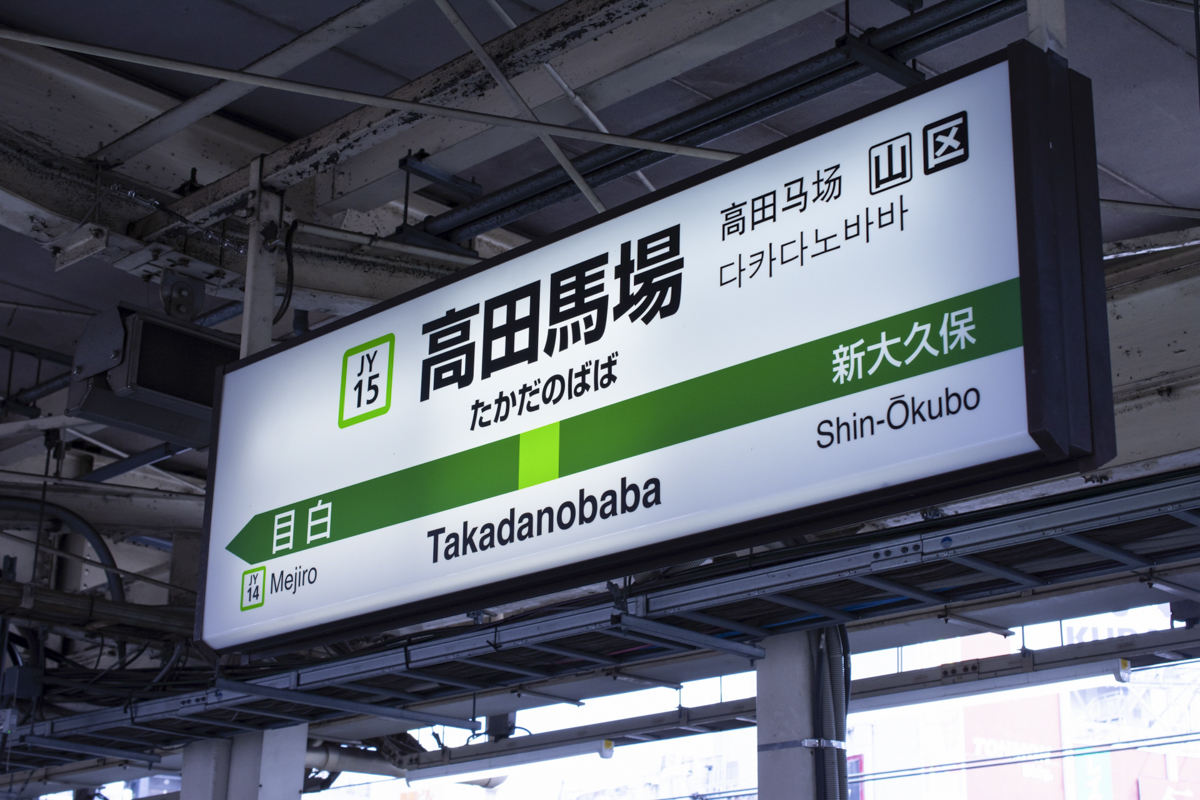 山 区
高田马场
다카다노바바
JY
15
高田馬場
たかだのばば
新大久保
Shin-Ōkubo
目白
Takadanobaba
JY
14
Mejiro